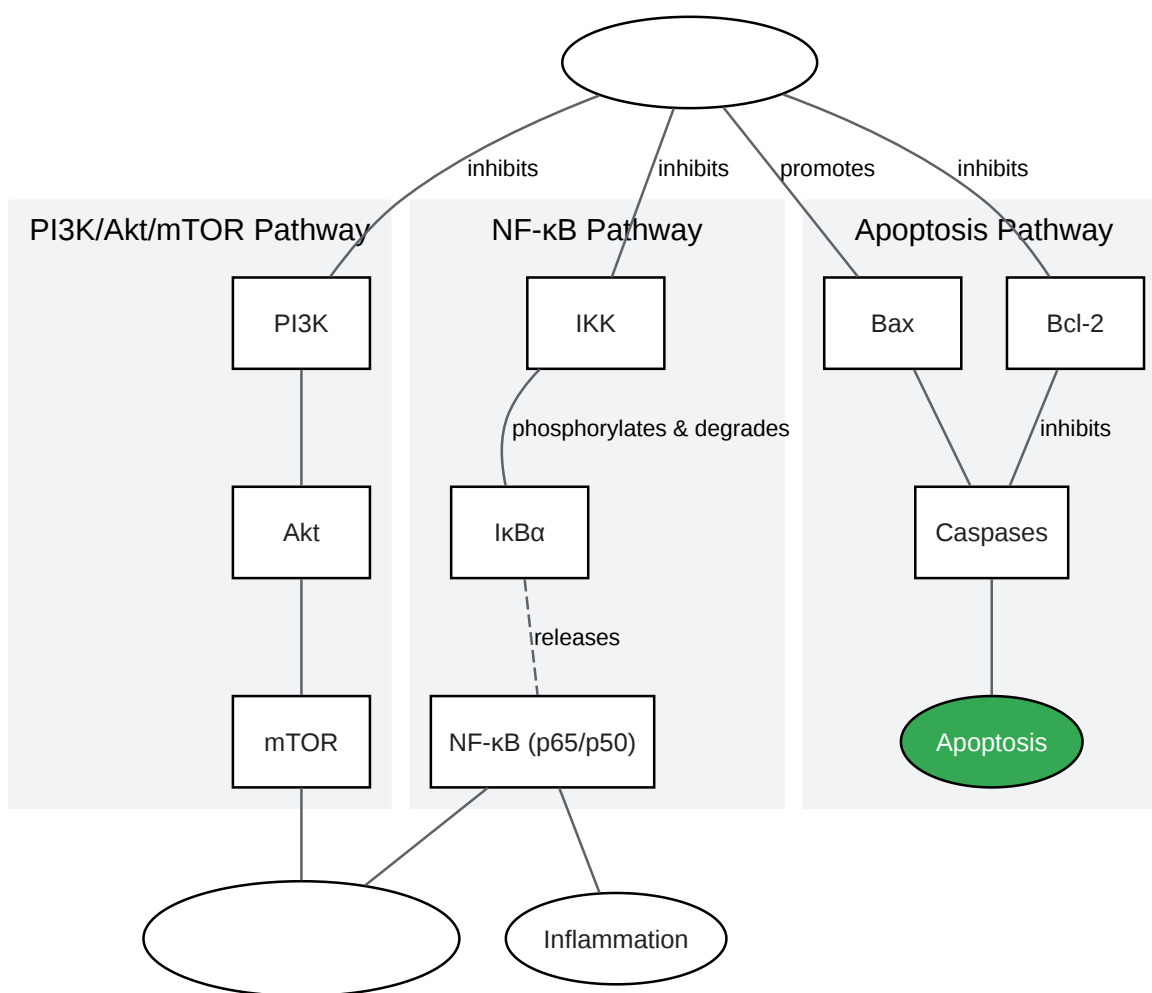 inhibits
inhibits
promotes
inhibits
PI3K/Akt/mTOR Pathway
NF-κB Pathway
Apoptosis Pathway
PI3K
IKK
Bax
Bcl-2
phosphorylates & degrades
inhibits
Akt
IκBα
Caspases
releases
mTOR
NF-κB (p65/p50)
Apoptosis
Inflammation